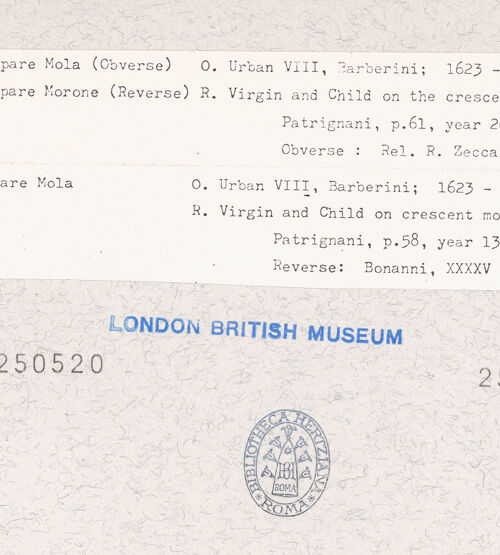 pare Mola (Obverse) O. Urban VIII, Barberini; 1623 -
pare Morone (Reverse) R. Virgin and Child on the cresce
Patrignani, p.61, year 2
Obverse : Rel. R. Zecca
are Mola O. Urban VIII, Barberini; 1623 -
R. Virgin and Child on crescent mo
Patrignani, p.58, year 13
Reverse: Bonanni, XXXXV
LONDON BRITISH MUSEUM
250520
25
BIBLIOTHECA HERTZIANA
BH
ROMA
* ROMA *